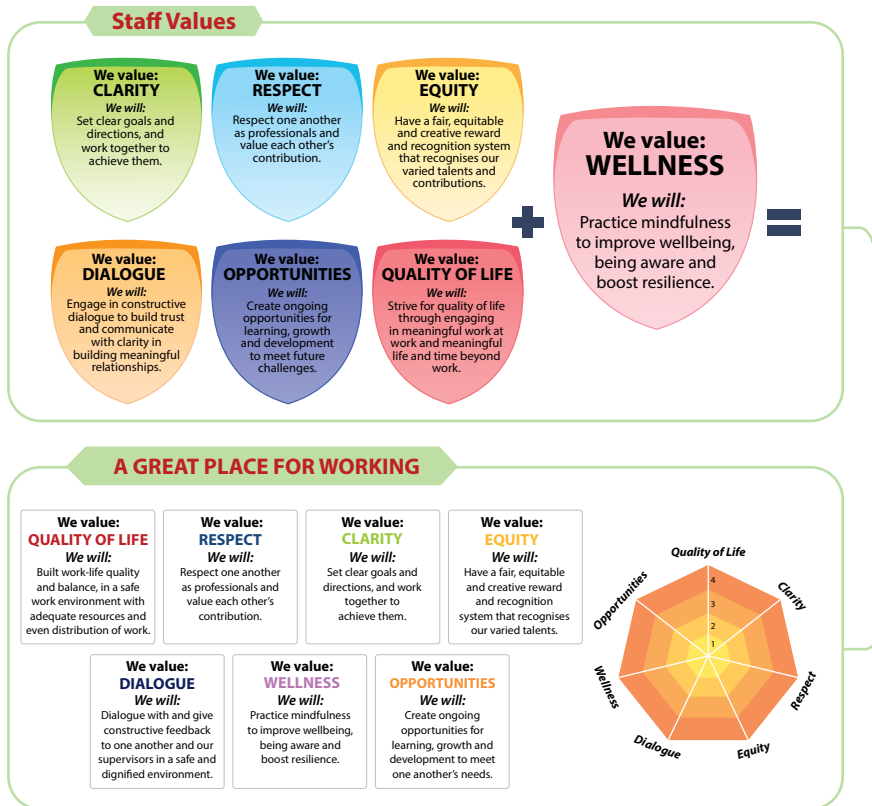 Staff Values
We value:
CLARITY
We will:
Set clear goals and
directions, and
work together to
achieve them.
We value:
RESPECT
We will:
Respect one another
as professionals and
value each other's
contribution.
We value:
EQUITY
We will:
Have a fair, equitable
and creative reward
and recognition system
that recognises our
varied talents and
contributions.
We value:
DIALOGUE
We will:
Engage in constructive
dialogue to build trust
and communicate
with clarity in
building meaningful
relationships.
We value:
OPPORTUNITIES
We will:
Create ongoing
opportunities for
learning, growth
and development
to meet future
challenges.
We value:
QUALITY OF LIFE
We will:
Strive for quality of life
through engaging
in meaningful work at
work and meaningful
life and time beyond
work.
+
We value:
WELLNESS
We will:
Practice mindfulness
to improve wellbeing,
being aware and
boost resilience.
=
A GREAT PLACE FOR WORKING
We value:
QUALITY OF LIFE
We will:
Built work-life quality
and balance, in a safe
work environment with
adequate resources and
even distribution of work.
We value:
RESPECT
We will:
Respect one another
as professionals and
value each other's
contribution.
We value:
CLARITY
We will:
Set clear goals and
directions, and work
together to
achieve them.
We value:
EQUITY
We will:
Have a fair, equitable
and creative reward
and recognition
system that recognises
our varied talents.
We value:
DIALOGUE
We will:
Dialogue with and give
constructive feedback
to one another and our
supervisors in a safe and
dignified environment.
We value:
WELLNESS
We will:
Practice mindfulness
to improve wellbeing,
being aware and
boost resilience.
We value:
OPPORTUNITIES
We will:
Create ongoing
opportunities for
learning, growth and
development to meet
one another's needs.
Quality of Life
Clarity
Respect
Equity
Dialogue
Wellness
Opportunities
4
3
2
1